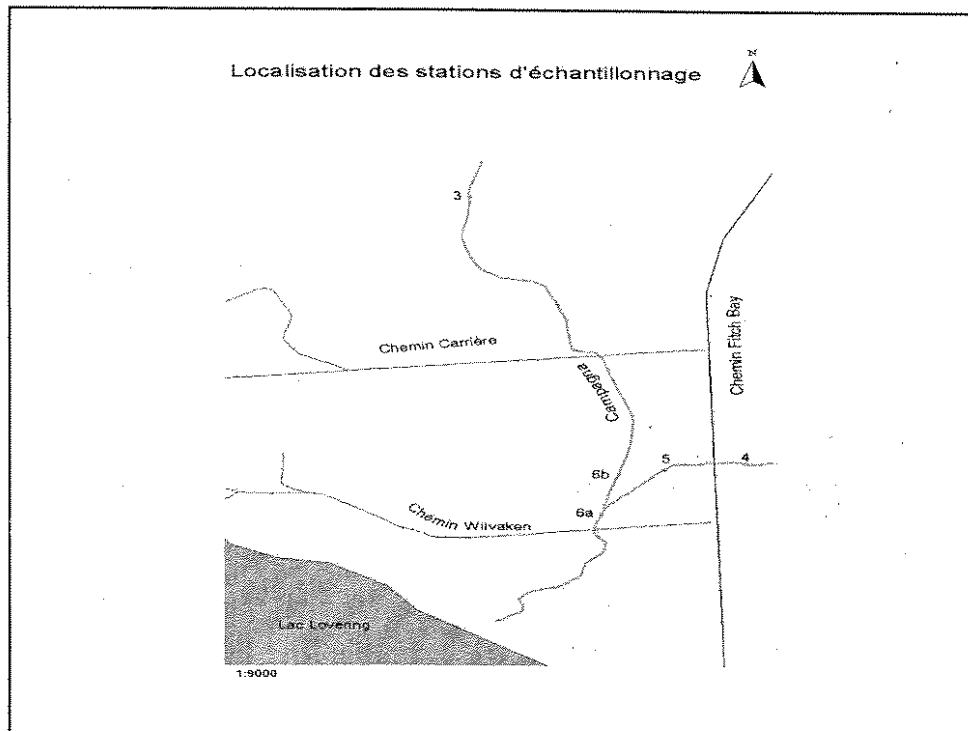 N
Localisation des stations d'échantillonnage
3
Chemin Carrière
Chemin Fitch Bay
Campagna
5
4
6b
6a
Chemin Wilvaken
Lac Lovering
1:9000